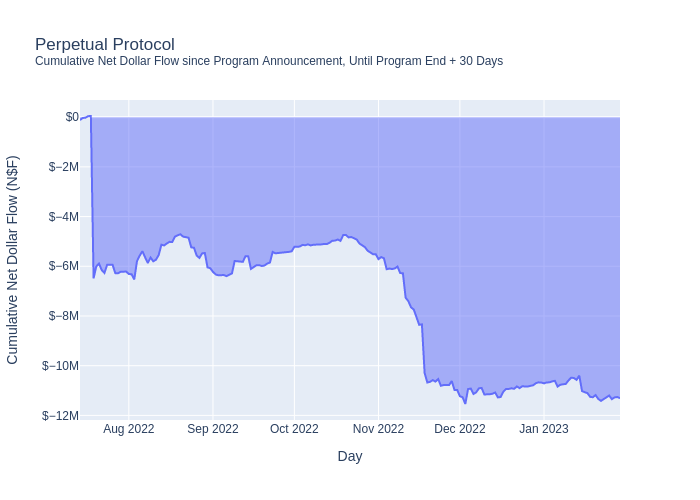 Perpetual Protocol
Cumulative Net Dollar Flow since Program Announcement, Until Program End + 30 Days
Cumulative Net Dollar Flow (N$F)
$0
$−2M
$−4M
$−6M
$−8M
$−10M
$−12M
Aug 2022
Sep 2022
Oct 2022
Nov 2022
Dec 2022
Jan 2023
Day